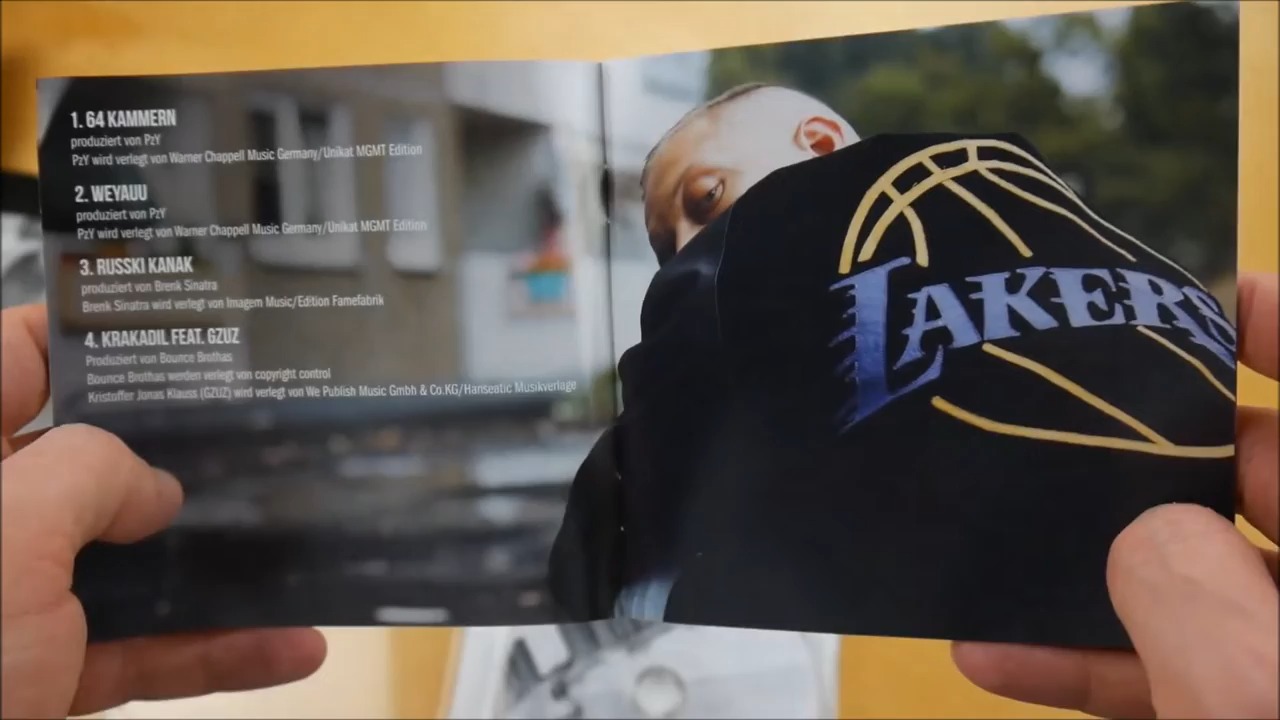 1. 64 KAMMERN
produziert von PzY
PzY wird verlegt von Warner Chappell Music Germany/Unikat MGMT Edition
2. WEYAUU
produziert von PzY
PzY wird verlegt von Warner Chappell Music Germany/Unikat MGMT Edition
3. RUSSKI KANAK
produziert von Brenk Sinatra
Brenk Sinatra wird verlegt von Imagem Music/Edition Famefabrik
4. KRAKADIL FEAT. GZUZ
Produziert von Bounce Brothas
Bounce Brothas werden verlegt von copyright control
Kristoffer Jonas Klauss (GZUZ) wird verlegt von We Publish Music Gmbh & Co.KG/Hanseatic Musikverlage
LAKERS